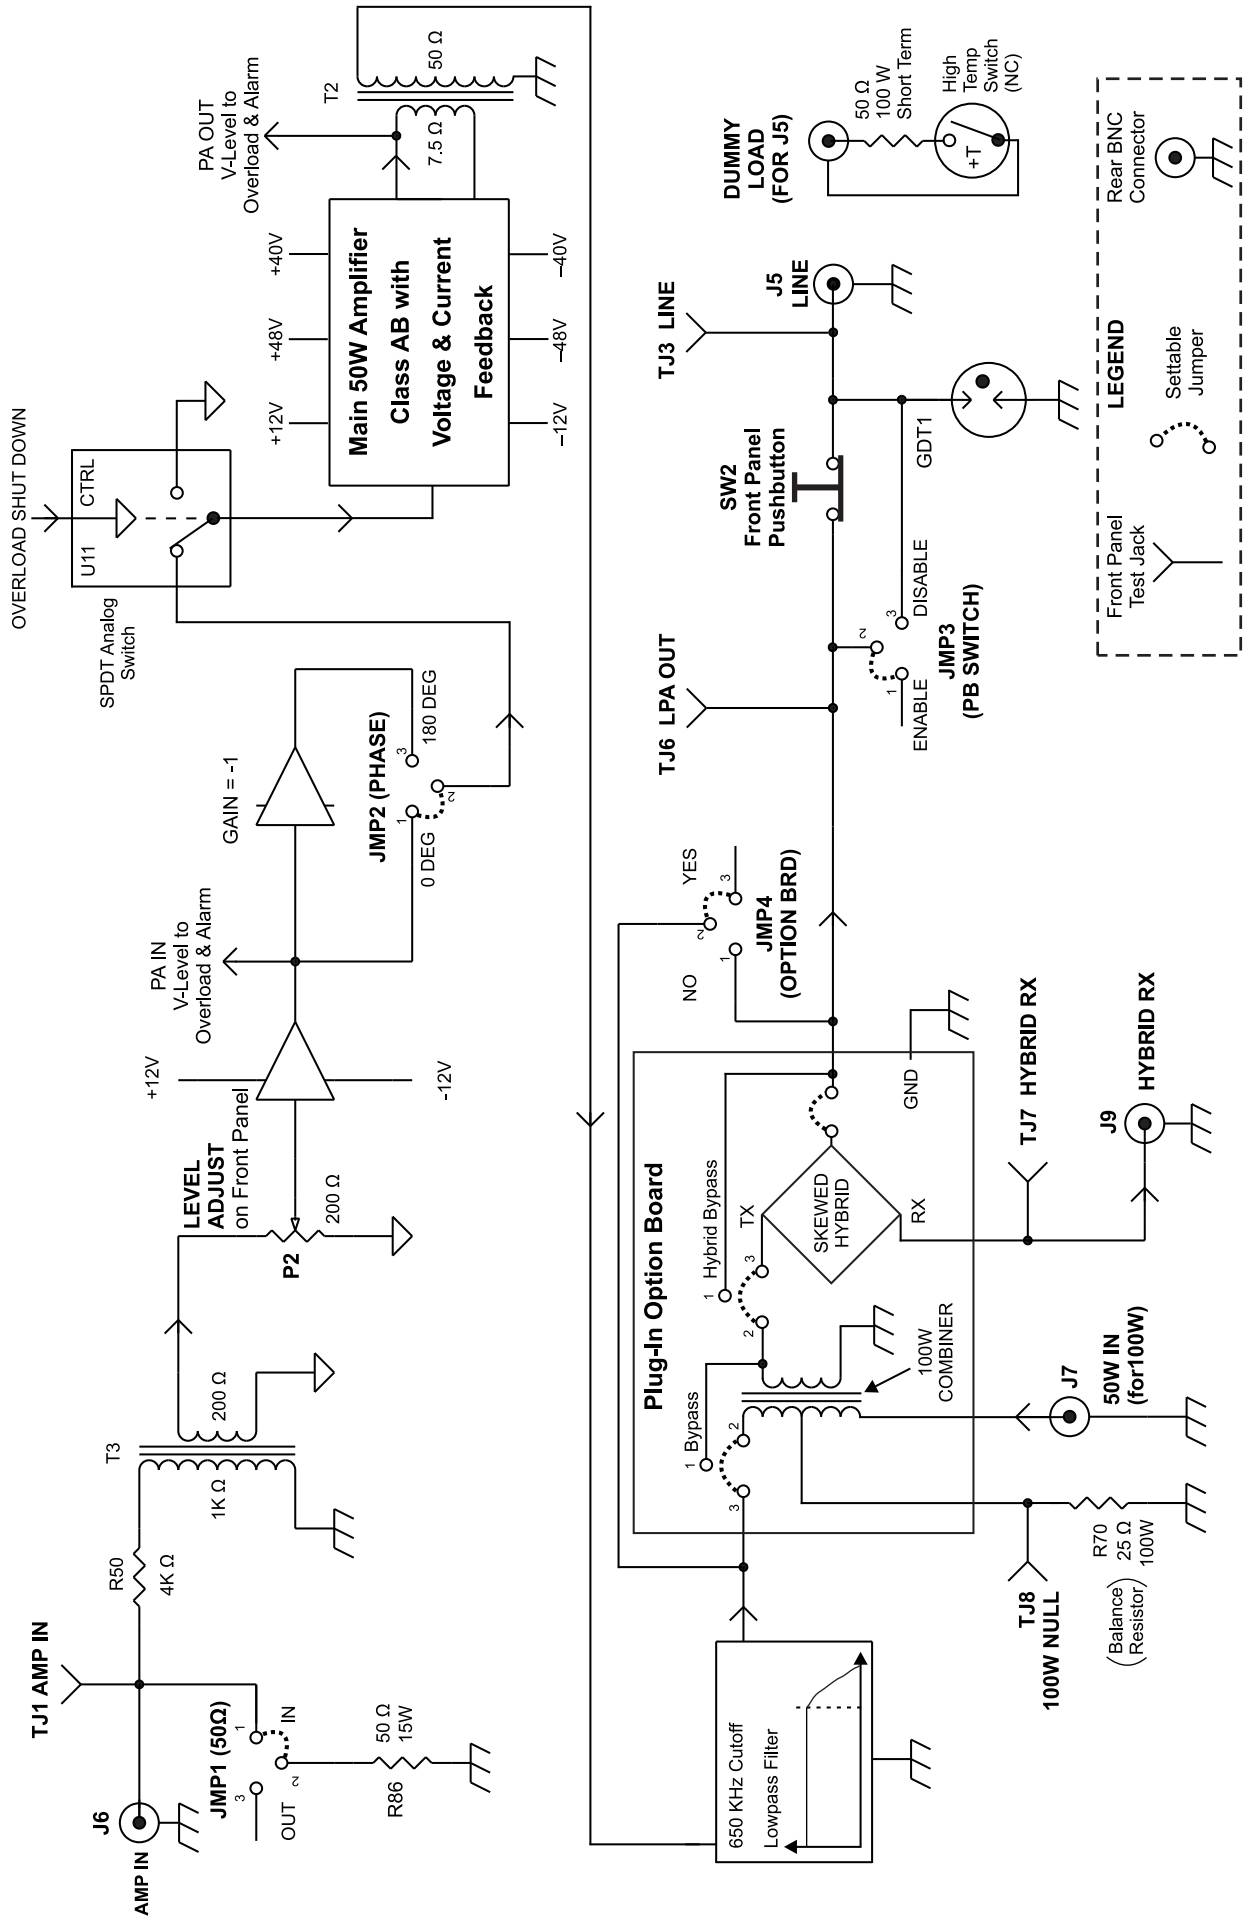 J6
AMP IN
TJ1 AMP IN
JMP1 (50Ω)
1
IN
2
3
OUT
50 Ω
15W
R86
R50
4K Ω
T3
1K Ω
200 Ω
LEVEL
ADJUST
on Front Panel
P2
200 Ω
+12V
-12V
PA IN
V-Level to
Overload & Alarm
GAIN = -1
JMP2 (PHASE)
1
2
3
0 DEG
180 DEG
OVERLOAD SHUT DOWN
U11
CTRL
SPDT Analog
Switch
+12V
+48V
+40V
Main 50W Amplifier
Class AB with
Voltage & Current
Feedback
–12V
–48V
–40V
PA OUT
V-Level to
Overload & Alarm
T2
7.5 Ω
50 Ω
650 KHz Cutoff
Lowpass Filter
Plug-In Option Board
1
Bypass
2
3
1
Hybrid Bypass
2
3
TX
SKEWED
HYBRID
RX
GND
100W
COMBINER
TJ8
100W NULL
R70
25 Ω
100W
(Balance
Resistor)
J7
50W IN
(for100W)
TJ7 HYBRID RX
J9
HYBRID RX
NO
YES
1
2
3
JMP4
(OPTION BRD)
TJ6 LPA OUT
1
2
3
ENABLE
DISABLE
JMP3
(PB SWITCH)
SW2
Front Panel
Pushbutton
GDT1
TJ3 LINE
J5
LINE
DUMMY
LOAD
(FOR J5)
50 Ω
100 W
Short Term
+T
High
Temp
Switch
(NC)
LEGEND
Front Panel
Test Jack
Settable
Jumper
Rear BNC
Connector